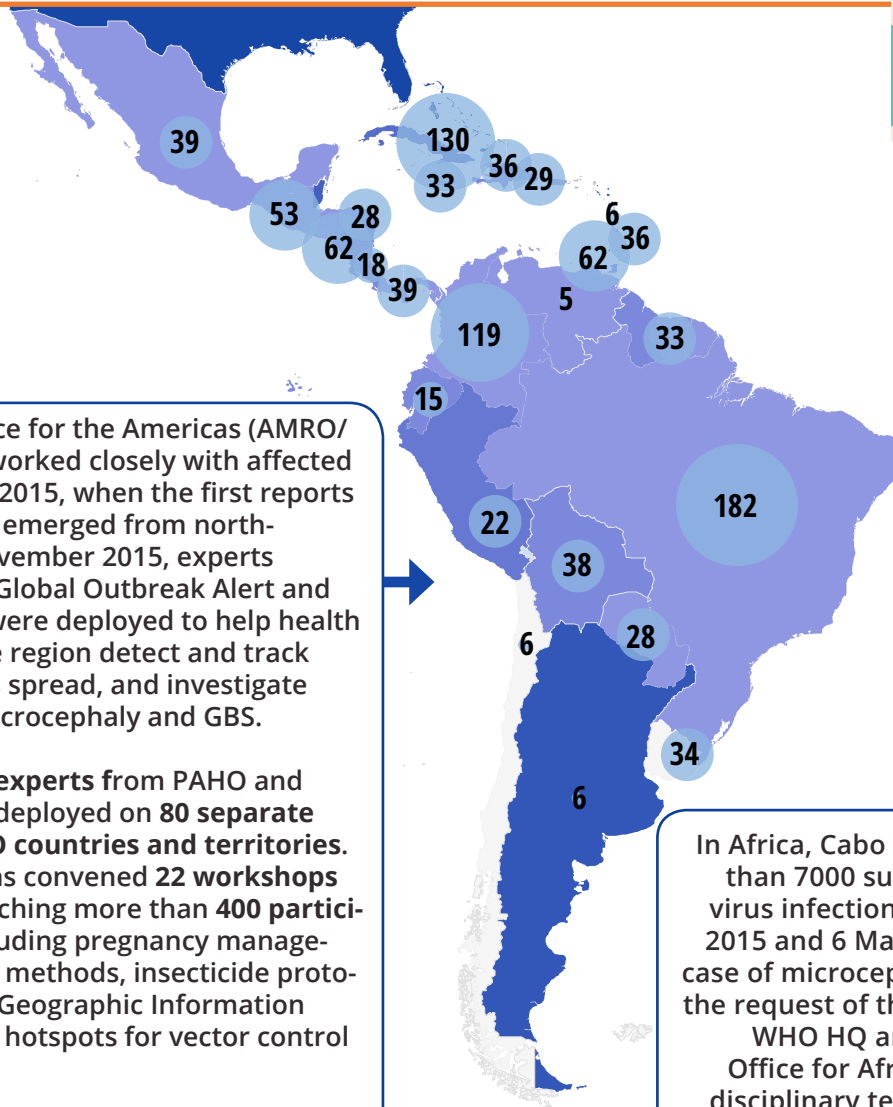 39
130
33
36
29
53
28
62
18
39
6
36
62
5
119
33
15
182
22
38
6
28
34
6
ce for the Americas (AMRO/
worked closely with affected
2015, when the first reports
emerged from north-
vember 2015, experts
Global Outbreak Alert and
were deployed to help health
e region detect and track
spread, and investigate
crocephaly and GBS.
experts from PAHO and
deployed on 80 separate
O countries and territories.
as convened 22 workshops
ching more than 400 partici-
uding pregnancy manage-
methods, insecticide proto-
Geographic Information
hotspots for vector control
In Africa, Cabo
than 7000 su
virus infection
2015 and 6 Ma
case of microcep
the request of th
WHO HQ a
Office for Afr
disciplinary te